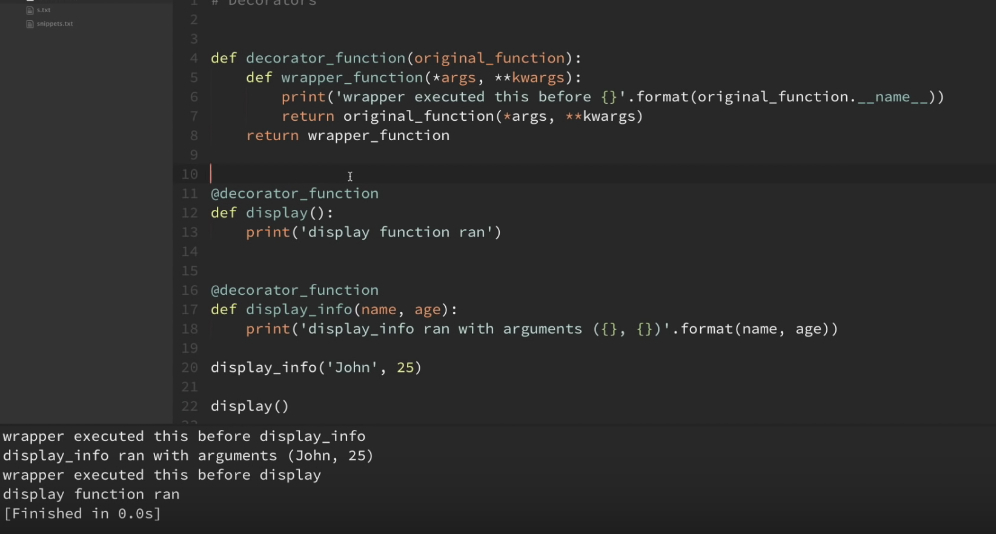 s.txt
snippets.txt
1 # Decorators
2
3
4 def decorator_function(original_function):
5     def wrapper_function(*args, **kwargs):
6         print('wrapper executed this before {}'.format(original_function.__name__))
7         return original_function(*args, **kwargs)
8     return wrapper_function
9
10
11 @decorator_function
12 def display():
13     print('display function ran')
14
15
16 @decorator_function
17 def display_info(name, age):
18     print('display_info ran with arguments ({}, {})'.format(name, age))
19
20 display_info('John', 25)
21
22 display()
23
wrapper executed this before display_info
display_info ran with arguments (John, 25)
wrapper executed this before display
display function ran
[Finished in 0.0s]